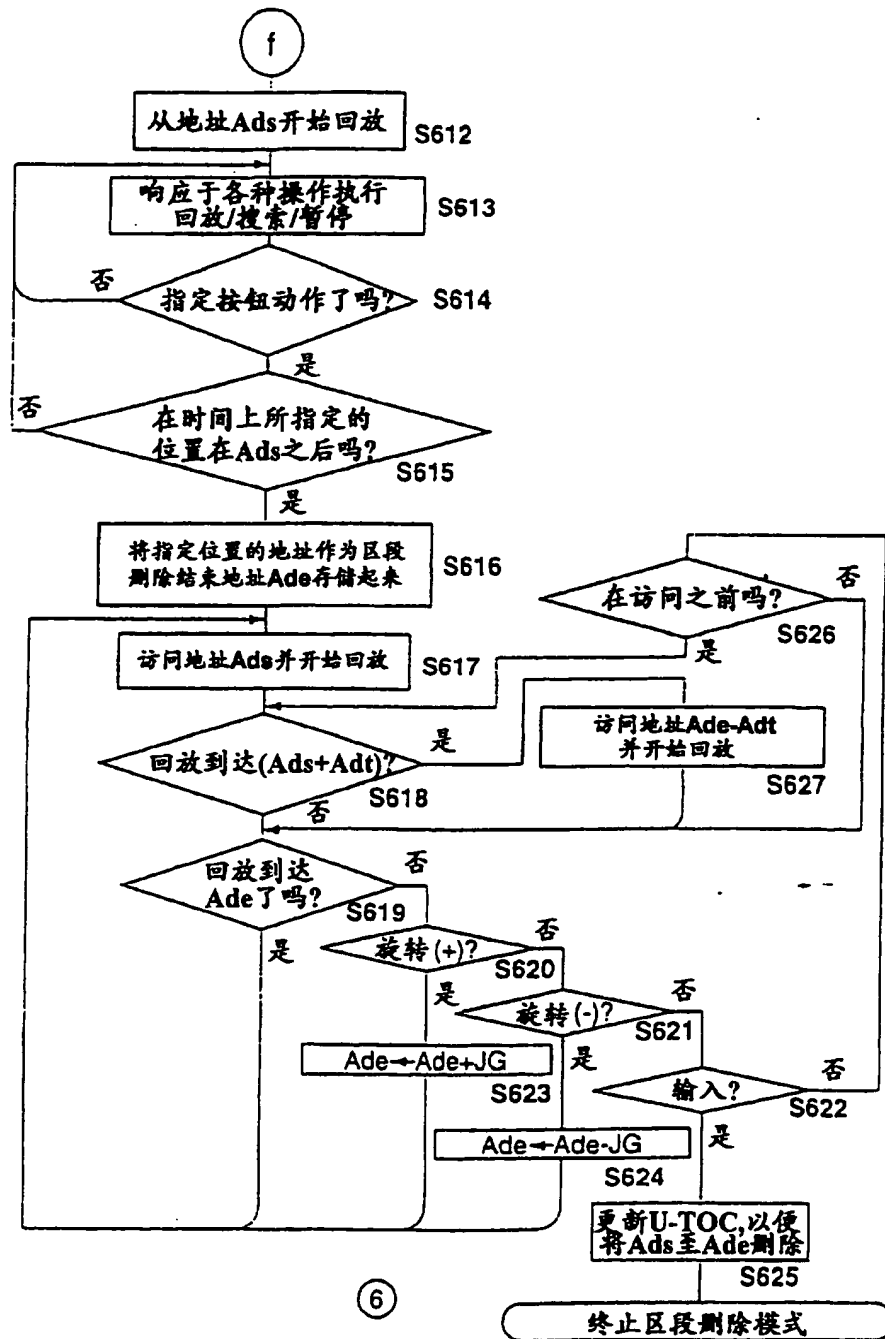 f
从地址Ads开始回放
S612
响应于各种操作执行
回放/搜索/暂停
S613
否
指定按钮动作了吗?
S614
是
否
在时间上所指定的
位置在Ads之后吗?
S615
是
将指定位置的地址作为区段
删除结束地址Ade存储起来
S616
在访问之前吗?
否
S626
是
访问地址Ads并开始回放
S617
回放到达(Ads+Adt)?
是
S618
否
访问地址Ade-Adt
并开始回放
S627
回放到达
Ade了吗?
否
S619
是
旋转(+)?
否
S620
是
旋转(-)?
否
S621
是
Ade←Ade+JG
S623
输入?
否
S622
是
Ade←Ade-JG
S624
更新U-TOC,以便
将Ads至Ade删除
S625
6
终止区段删除模式